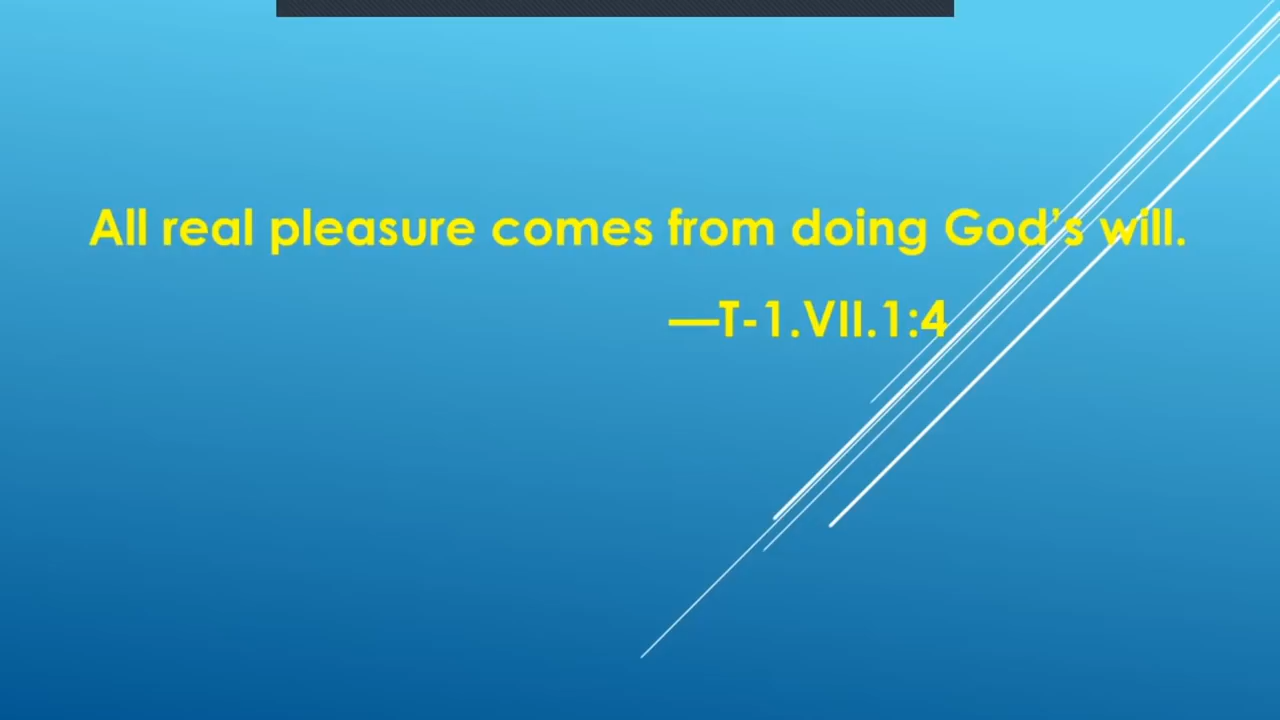 All real pleasure comes from doing God's will.
—T-1.VII.1:4